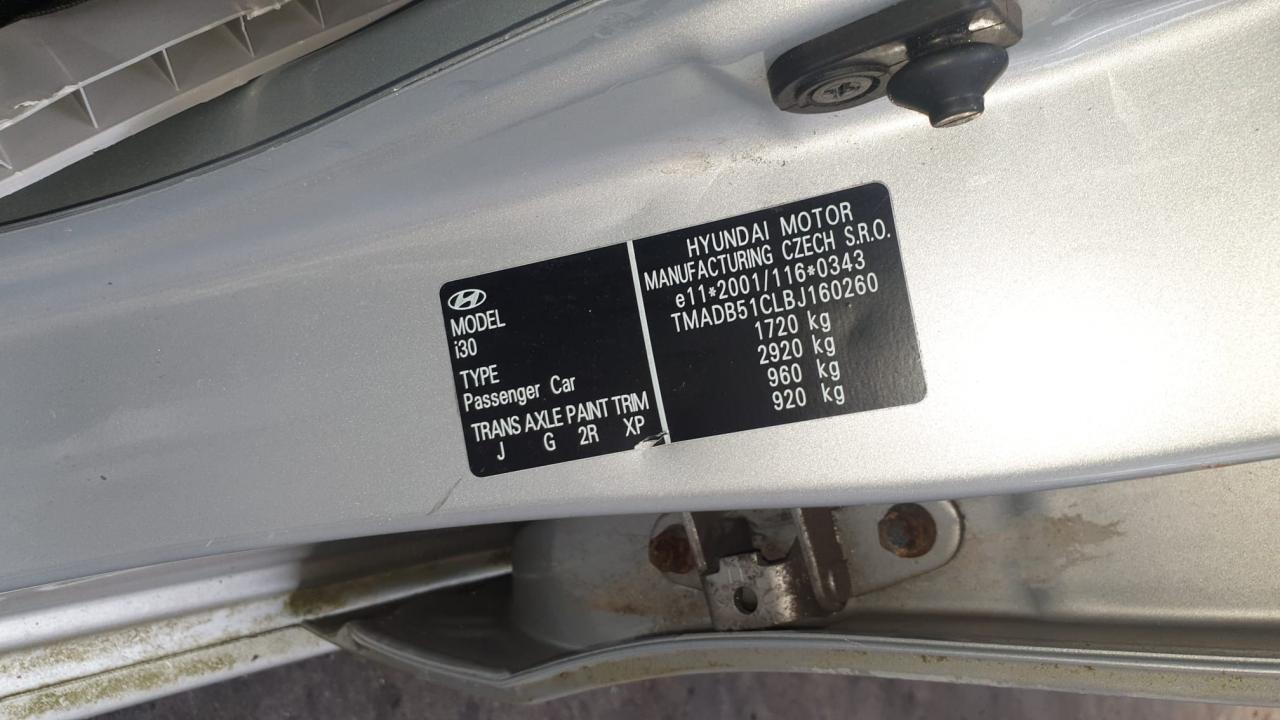 MODEL
i30
TYPE
Passenger Car
TRANS AXLE PAINT TRIM
J G 2R XP
HYUNDAI MOTOR
MANUFACTURING CZECH S.R.O.
e11*2001/116*0343
TMADB51CLBJ160260
1720 kg
2920 kg
960 kg
920 kg